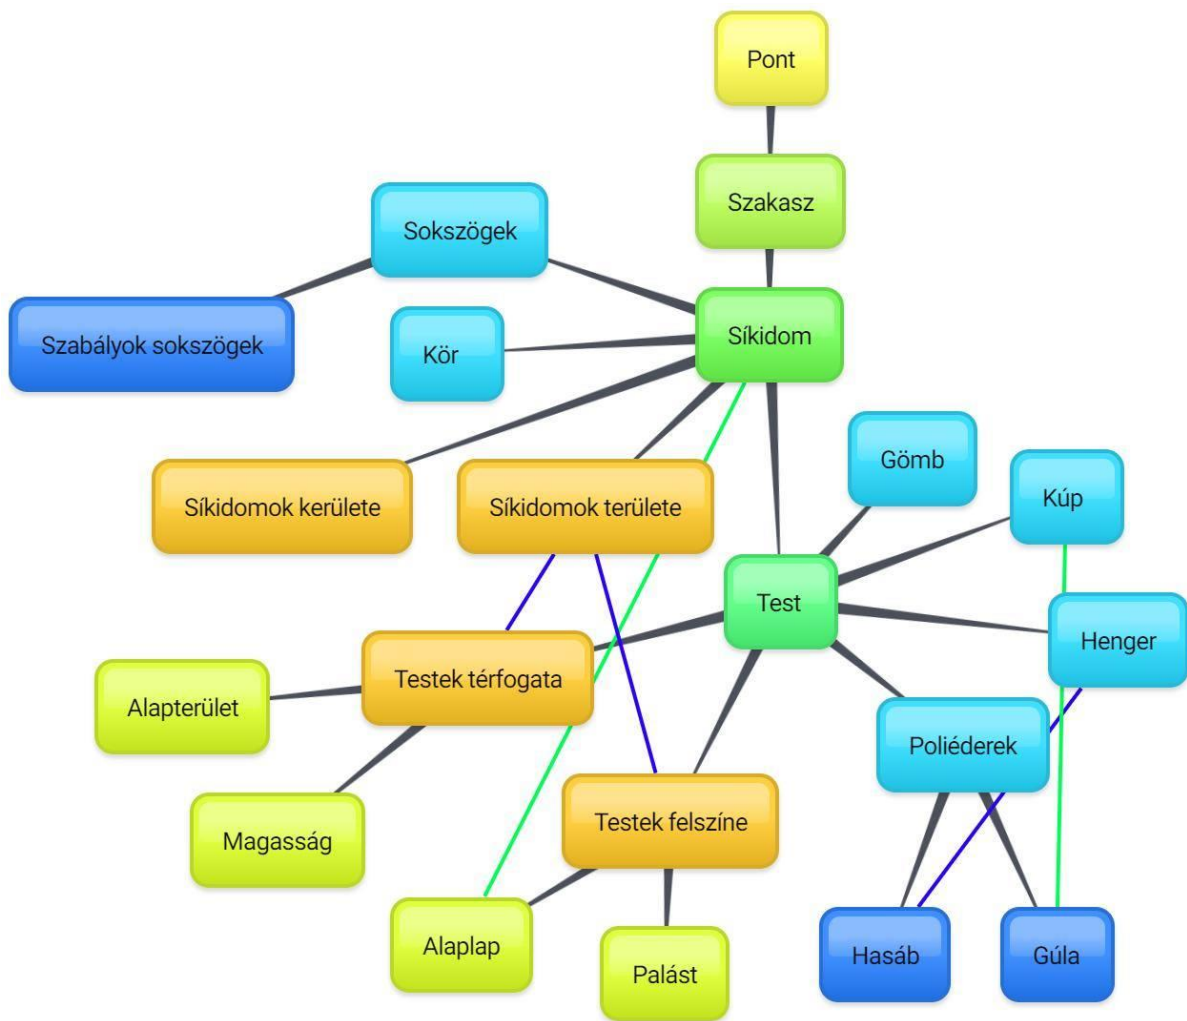 Pont
Szakasz
Sokszögek
Síkidom
Szabályok sokszögek
Kör
Gömb
Kúp
Síkidomok kerülete
Síkidomok területe
Test
Henger
Testek térfogata
Alapterület
Poliéderek
Testek felszíne
Magasság
Alaplap
Palást
Hasáb
Gúla